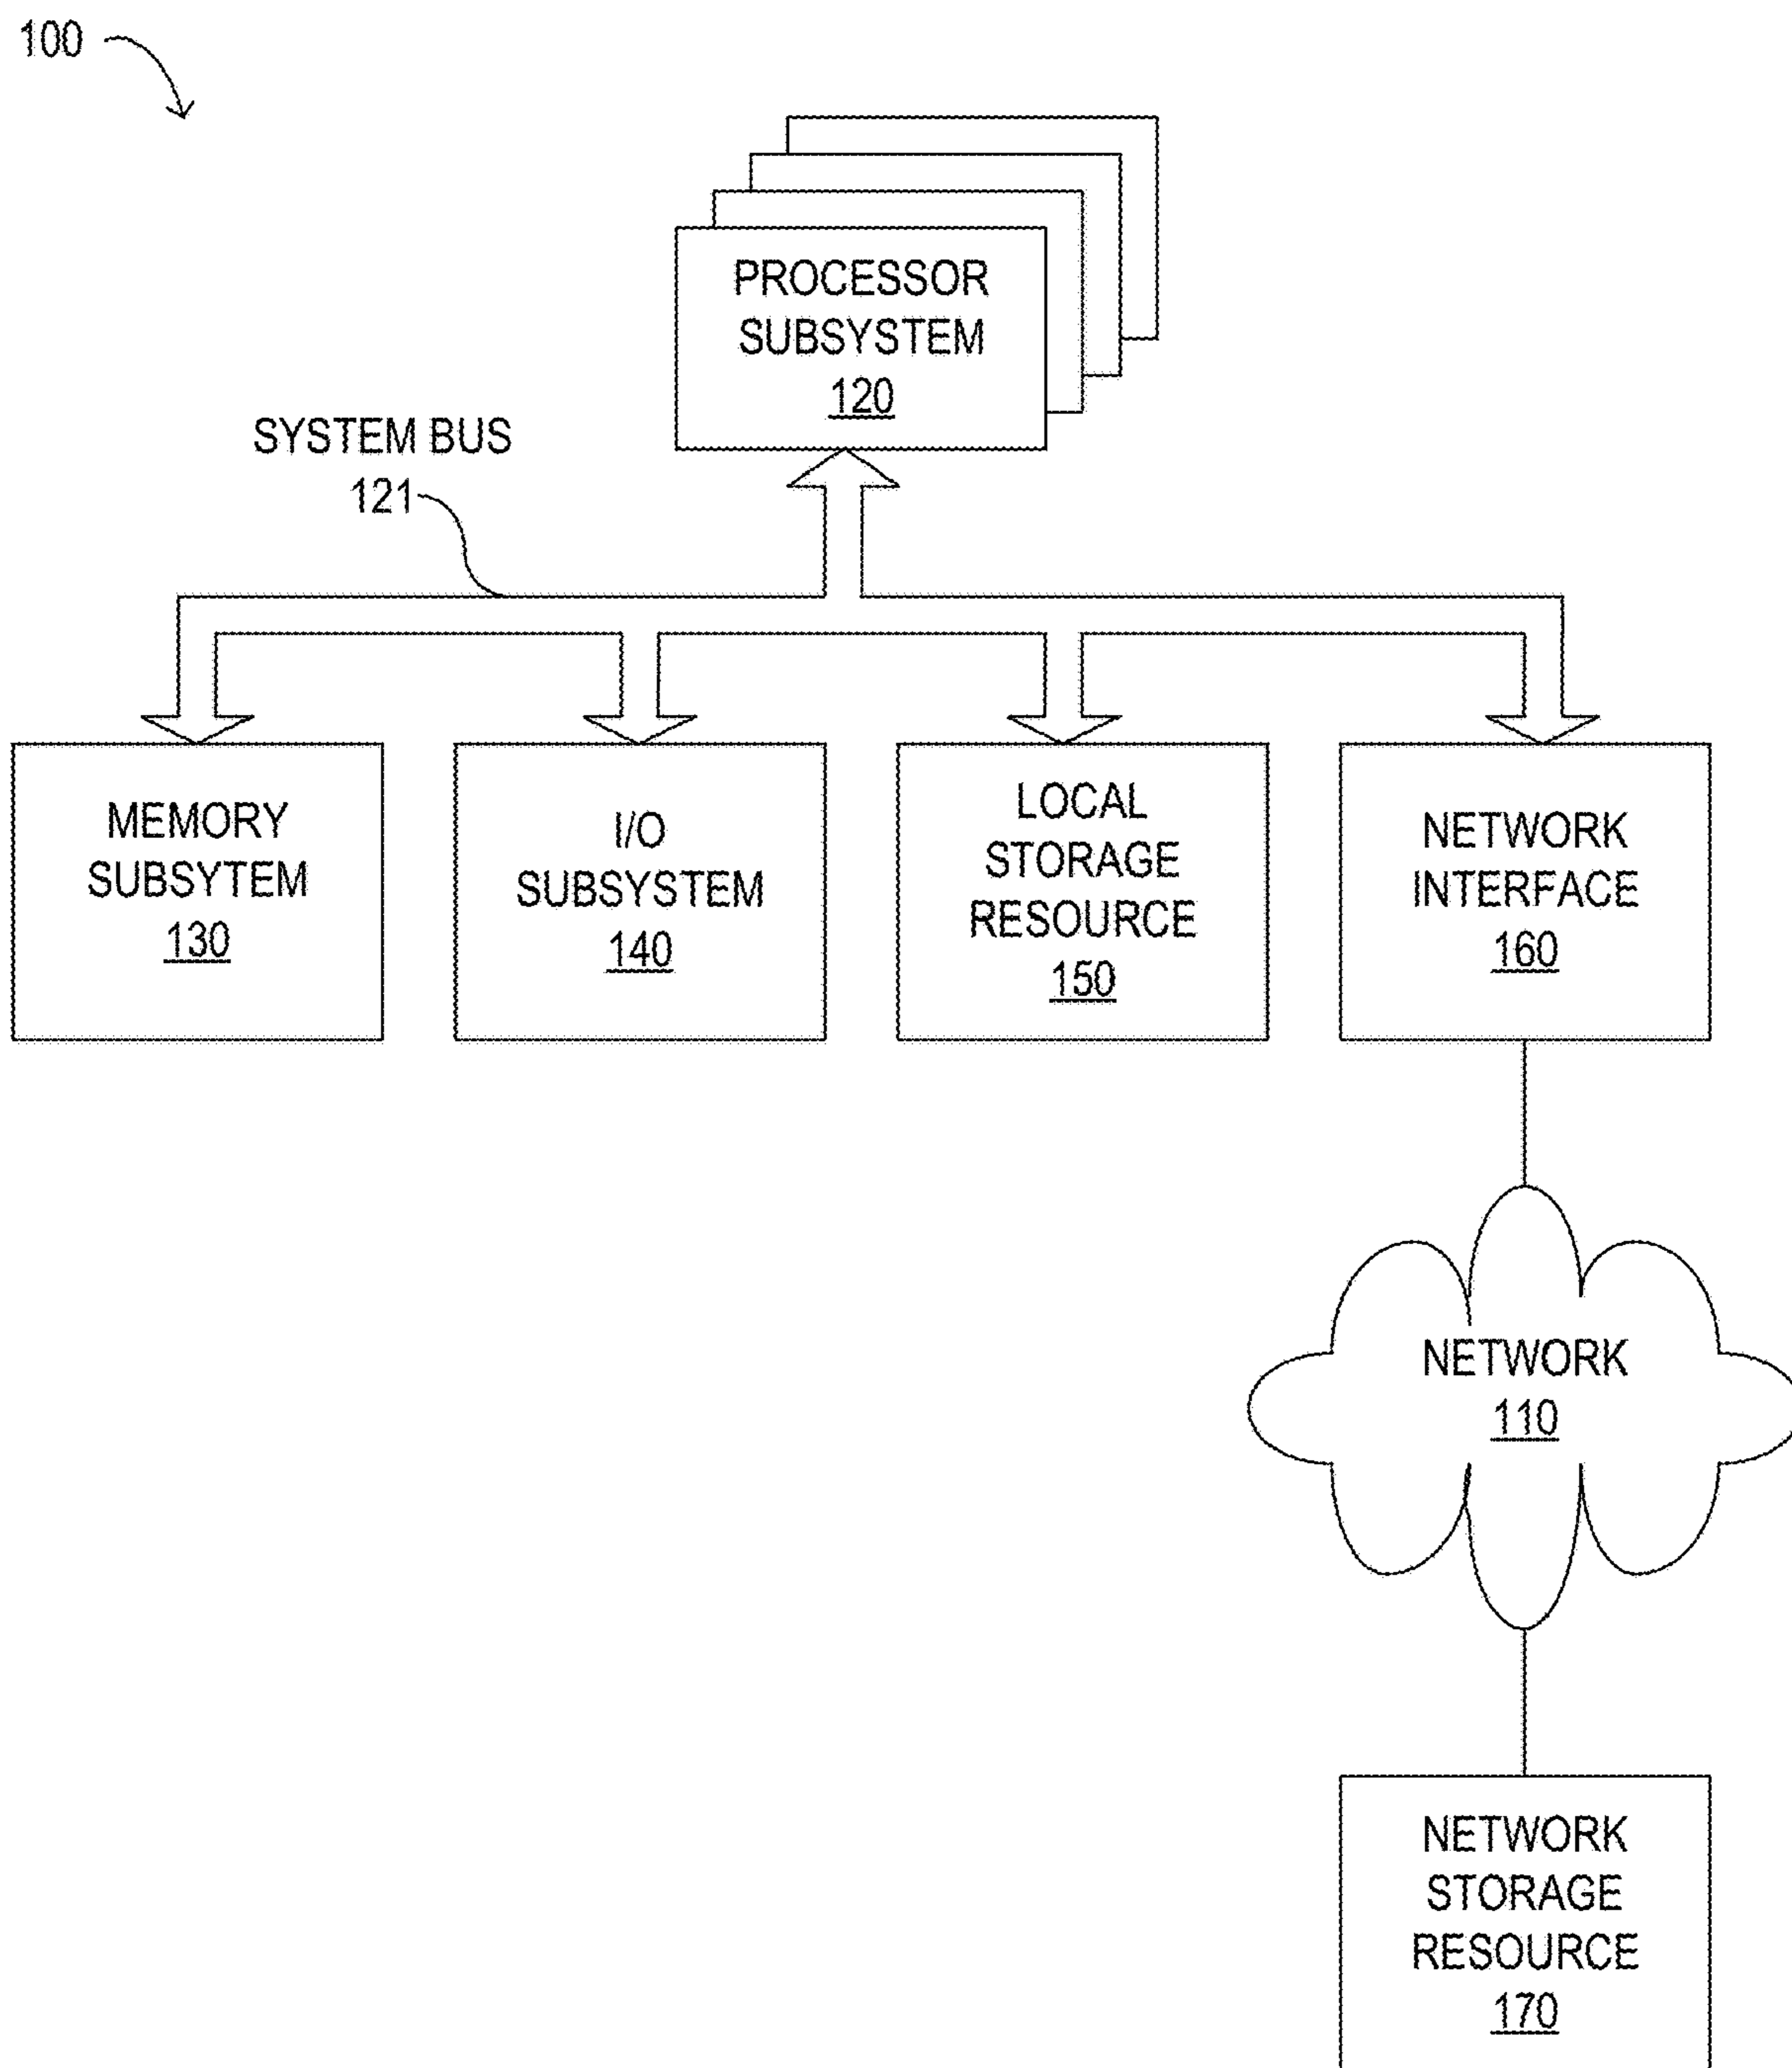 100
PROCESSOR
SUBSYSTEM
120
SYSTEM BUS
121
MEMORY
SUBSYTEM
130
I/O
SUBSYSTEM
140
LOCAL
STORAGE
RESOURCE
150
NETWORK
INTERFACE
160
NETWORK
110
NETWORK
STORAGE
RESOURCE
170